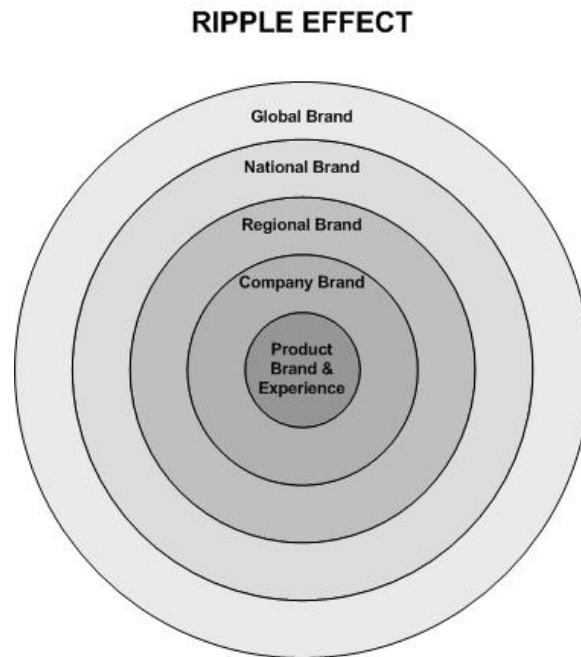 RIPPLE EFFECT
Global Brand
National Brand
Regional Brand
Company Brand
Product
Brand &
Experience